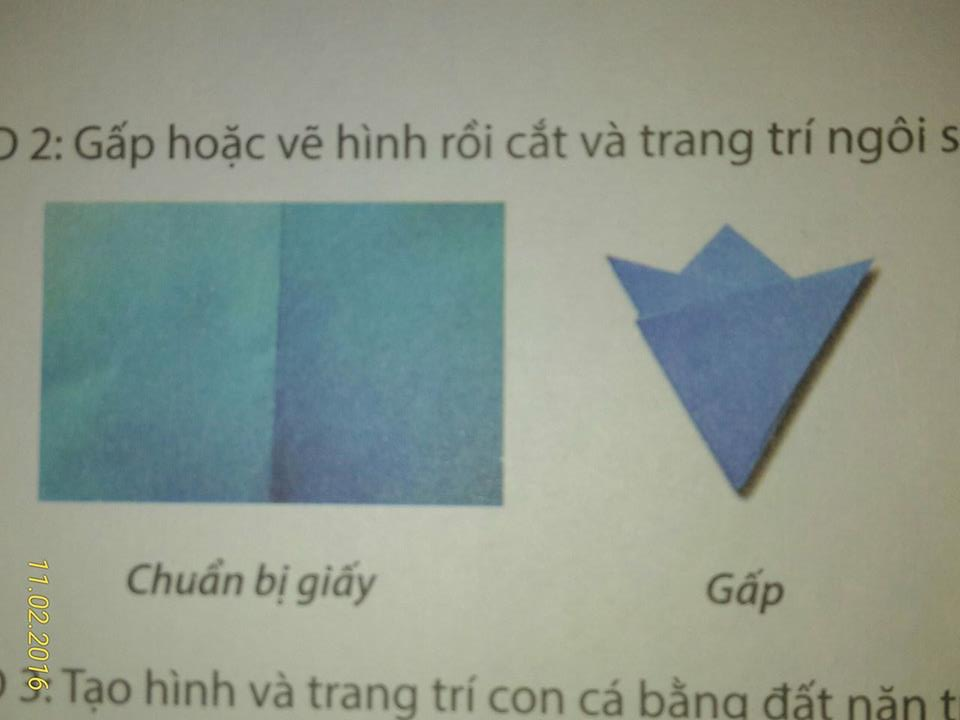 2: Gấp hoặc vẽ hình rồi cắt và trang trí ngôi
Chuẩn bị giấy
Gấp
11.02.2016
3: Tạo hình và trang trí con cá bằng đất nặn